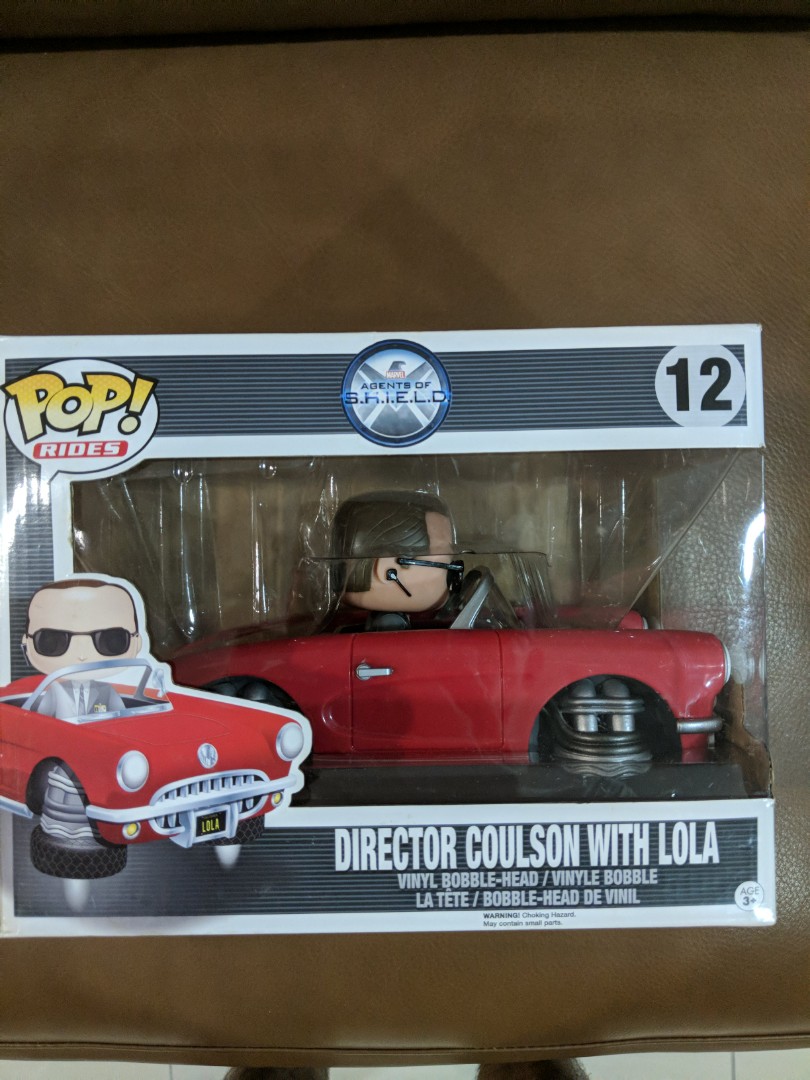 POP!
RIDES
MARVEL
AGENTS OF
S.H.I.E.L.D.
12
LOLA
DIRECTOR COULSON WITH LOLA
VINYL BOBBLE-HEAD / VINYLE BOBBLE
LA TÊTE / BOBBLE-HEAD DE VINIL
AGE
3+
WARNING! Choking Hazard.
May contain small parts.